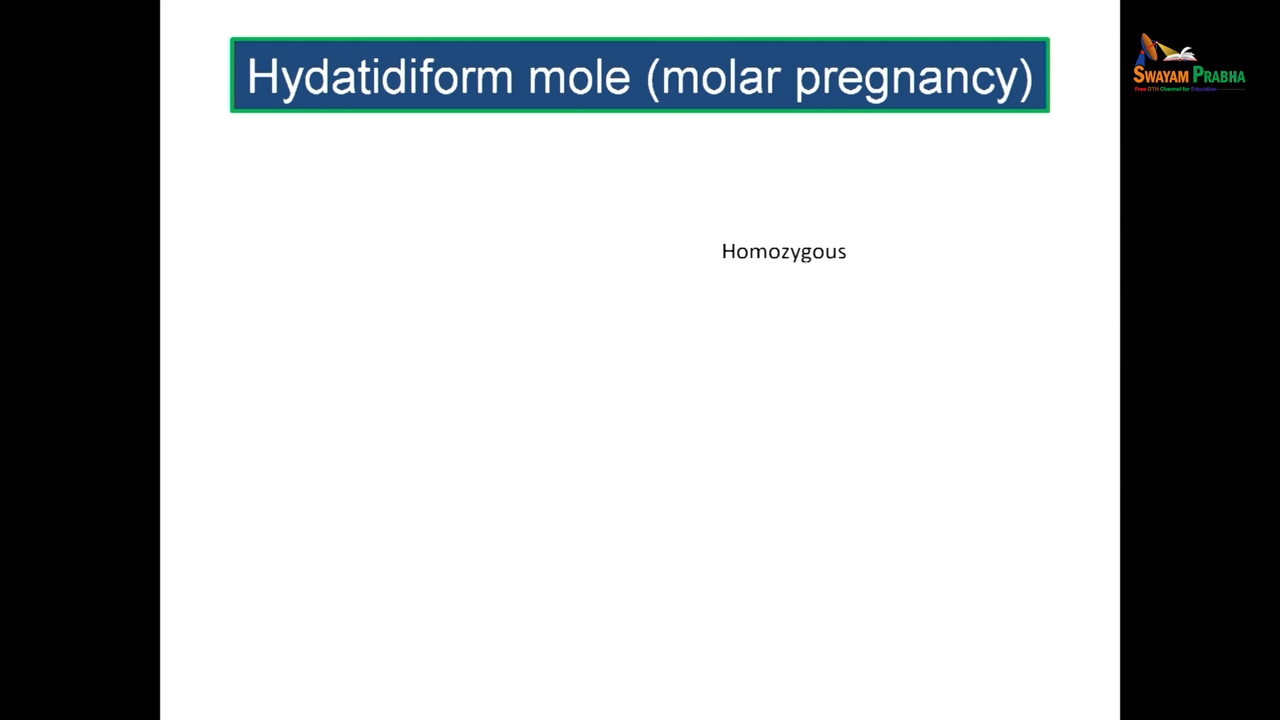 Hydatidiform mole (molar pregnancy)
SWAYAM PRABHA
Free DTH Channel for Education
Homozygous